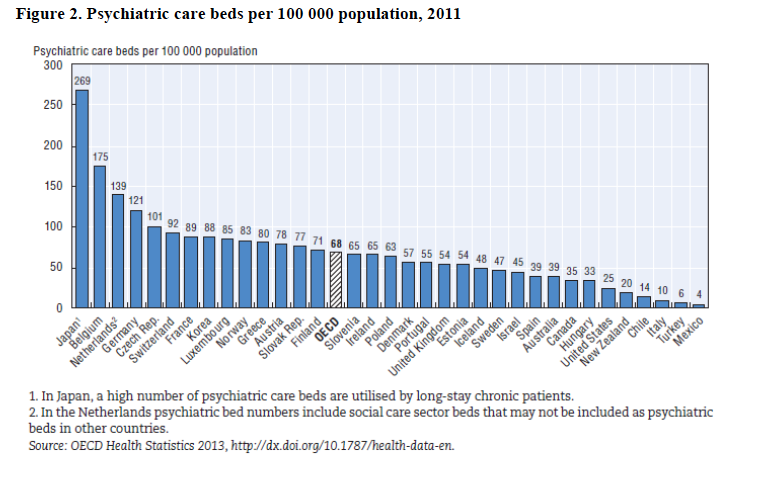 Figure 2. Psychiatric care beds per 100 000 population, 2011
Psychiatric care beds per 100 000 population
300
250
200
150
100
50
0
269
175
139
121
101
92
89
88
85
83
80
78
77
71
68
65
65
63
57
55
54
54
48
47
45
39
39
35
33
25
20
14
10
6
4
Japan¹
Belgium
Netherlands²
Germany
Czech Rep.
Switzerland
France
Korea
Luxembourg
Norway
Greece
Austria
Slovak Rep.
Finland
OECD
Slovenia
Ireland
Poland
Denmark
Portugal
United Kingdom
Estonia
Iceland
Sweden
Israel
Spain
Australia
Canada
Hungary
United States
New Zealand
Chile
Italy
Turkey
Mexico
1. In Japan, a high number of psychiatric care beds are utilised by long-stay chronic patients.
2. In the Netherlands psychiatric bed numbers include social care sector beds that may not be included as psychiatric
beds in other countries.
Source: OECD Health Statistics 2013, http://dx.doi.org/10.1787/health-data-en.